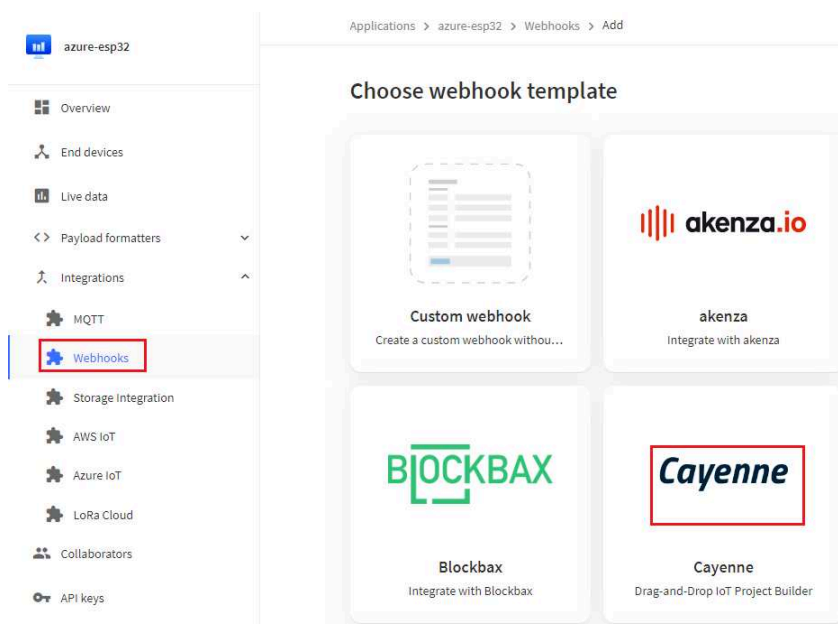 azure-esp32
Overview
End devices
Live data
Payload formatters
Integrations
MQTT
Webhooks
Storage Integration
AWS IoT
Azure IoT
LoRa Cloud
Collaborators
API keys
Applications > azure-esp32 > Webhooks > Add
Choose webhook template
Custom webhook
Create a custom webhook withou...
akenza.io
akenza
Integrate with akenza
BLOCKBAX
Blockbax
Integrate with Blockbax
Cayenne
Cayenne
Drag-and-Drop IoT Project Builder